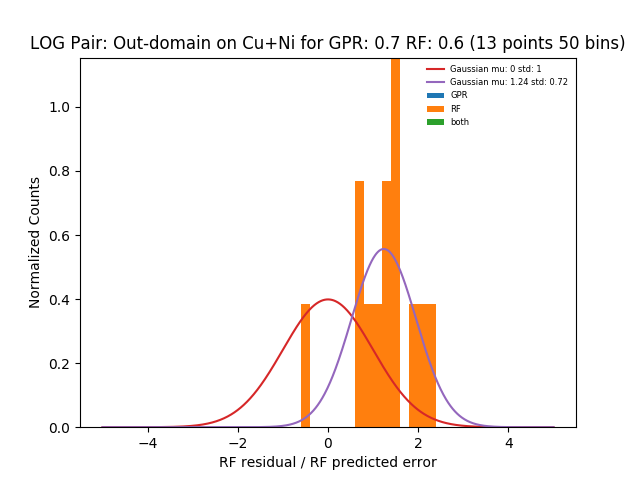 LOG Pair: Out-domain on Cu+Ni for GPR: 0.7 RF: 0.6 (13 points 50 bins)
Gaussian mu: 0 std: 1
Gaussian mu: 1.24 std: 0.72
GPR
RF
both
Normalized Counts
1.0
0.8
0.6
0.4
0.2
0.0
−4
−2
0
2
4
RF residual / RF predicted error